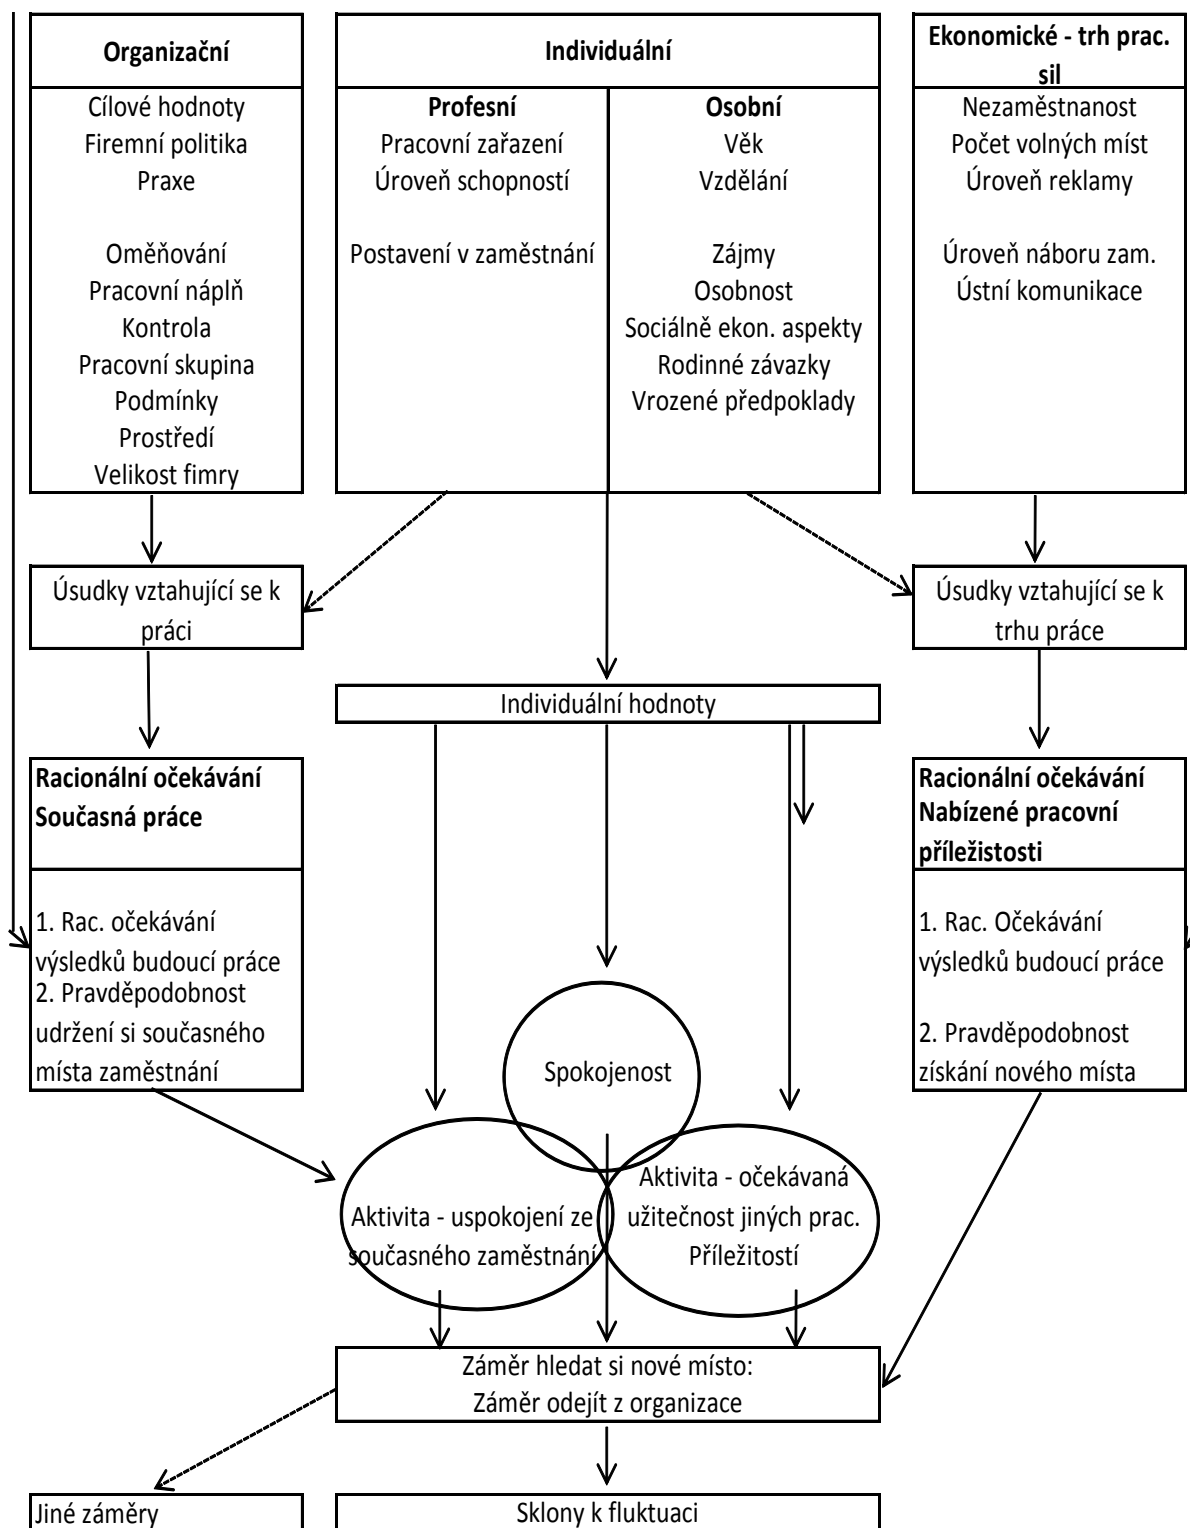 Organizační
Cílové hodnoty
Firemní politika
Praxe
Oměňování
Pracovní náplň
Kontrola
Pracovní skupina
Podmínky
Prostředí
Velikost fimry
Individuální
Profesní
Pracovní zařazení
Úroveň schopností
Postavení v zaměstnání
Osobní
Věk
Vzdělání
Zájmy
Osobnost
Sociálně ekon. aspekty
Rodinné závazky
Vrozené předpoklady
Ekonomické - trh prac.
sil
Nezaměstnanost
Počet volných míst
Úroveň reklamy
Úroveň náboru zam.
Ústní komunikace
Úsudky vztahující se k
práci
Úsudky vztahující se k
trhu práce
Individuální hodnoty
Racionální očekávání
Současná práce
1. Rac. očekávání
výsledků budoucí práce
2. Pravděpodobnost
udržení si současného
místa zaměstnání
Racionální očekávání
Nabízené pracovní
příležistosti
1. Rac. Očekávání
výsledků budoucí práce
2. Pravděpodobnost
získání nového místa
Spokojenost
Aktivita - uspokojení ze
současného zaměstnání
Aktivita - očekávaná
užitečnost jiných prac.
Příležitostí
Záměr hledat si nové místo:
Záměr odejít z organizace
Jiné záměry
Sklony k fluktuaci